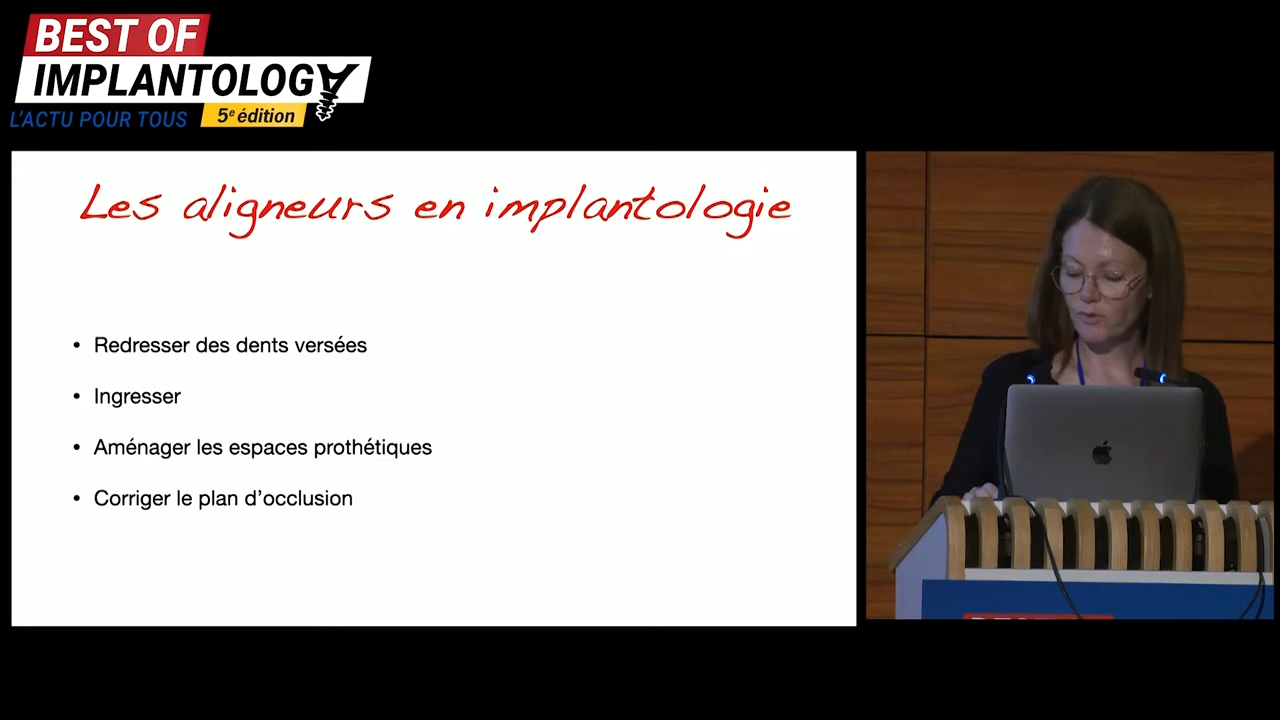 BEST OF
IMPLANTOLOGY
L'ACTU POUR TOUS
5e édition
Les aligneurs en implantologie
• Redresser des dents versées
• Ingresser
• Aménager les espaces prothétiques
• Corriger le plan d'occlusion